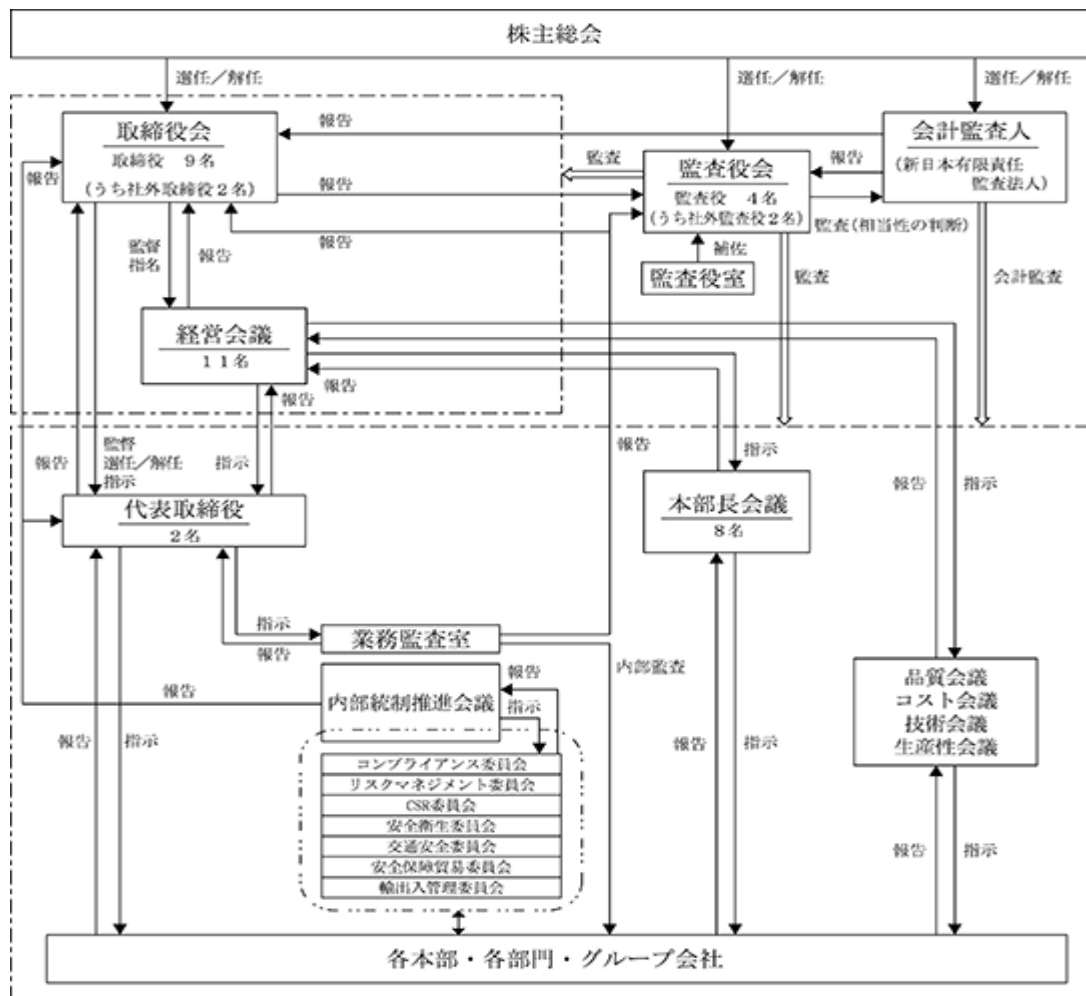 株主総会
選任／解任
選任／解任
選任／解任
取締役会
取締役　9名
(うち社外取締役2名)
報告
会計監査人
(新日本有限責任
監査法人)
監査
監査役会
監査役　4名
(うち社外監査役2名)
報告
報告
報告
報告
監査(相当性の判断)
監督
指名
報告
補佐
監査役室
監査
会計監査
経営会議
11名
報告
報告
報告
監督
選任／解任
指示
指示
報告
指示
報告
指示
代表取締役
2名
本部長会議
8名
指示
報告
業務監査室
内部監査
報告
内部統制推進会議
報告
指示
品質会議
コスト会議
技術会議
生産性会議
報告
指示
コンプライアンス委員会
リスクマネジメント委員会
CSR委員会
安全衛生委員会
交通安全委員会
安全保障貿易委員会
輸出入管理委員会
報告
指示
報告
指示
各本部・各部門・グループ会社